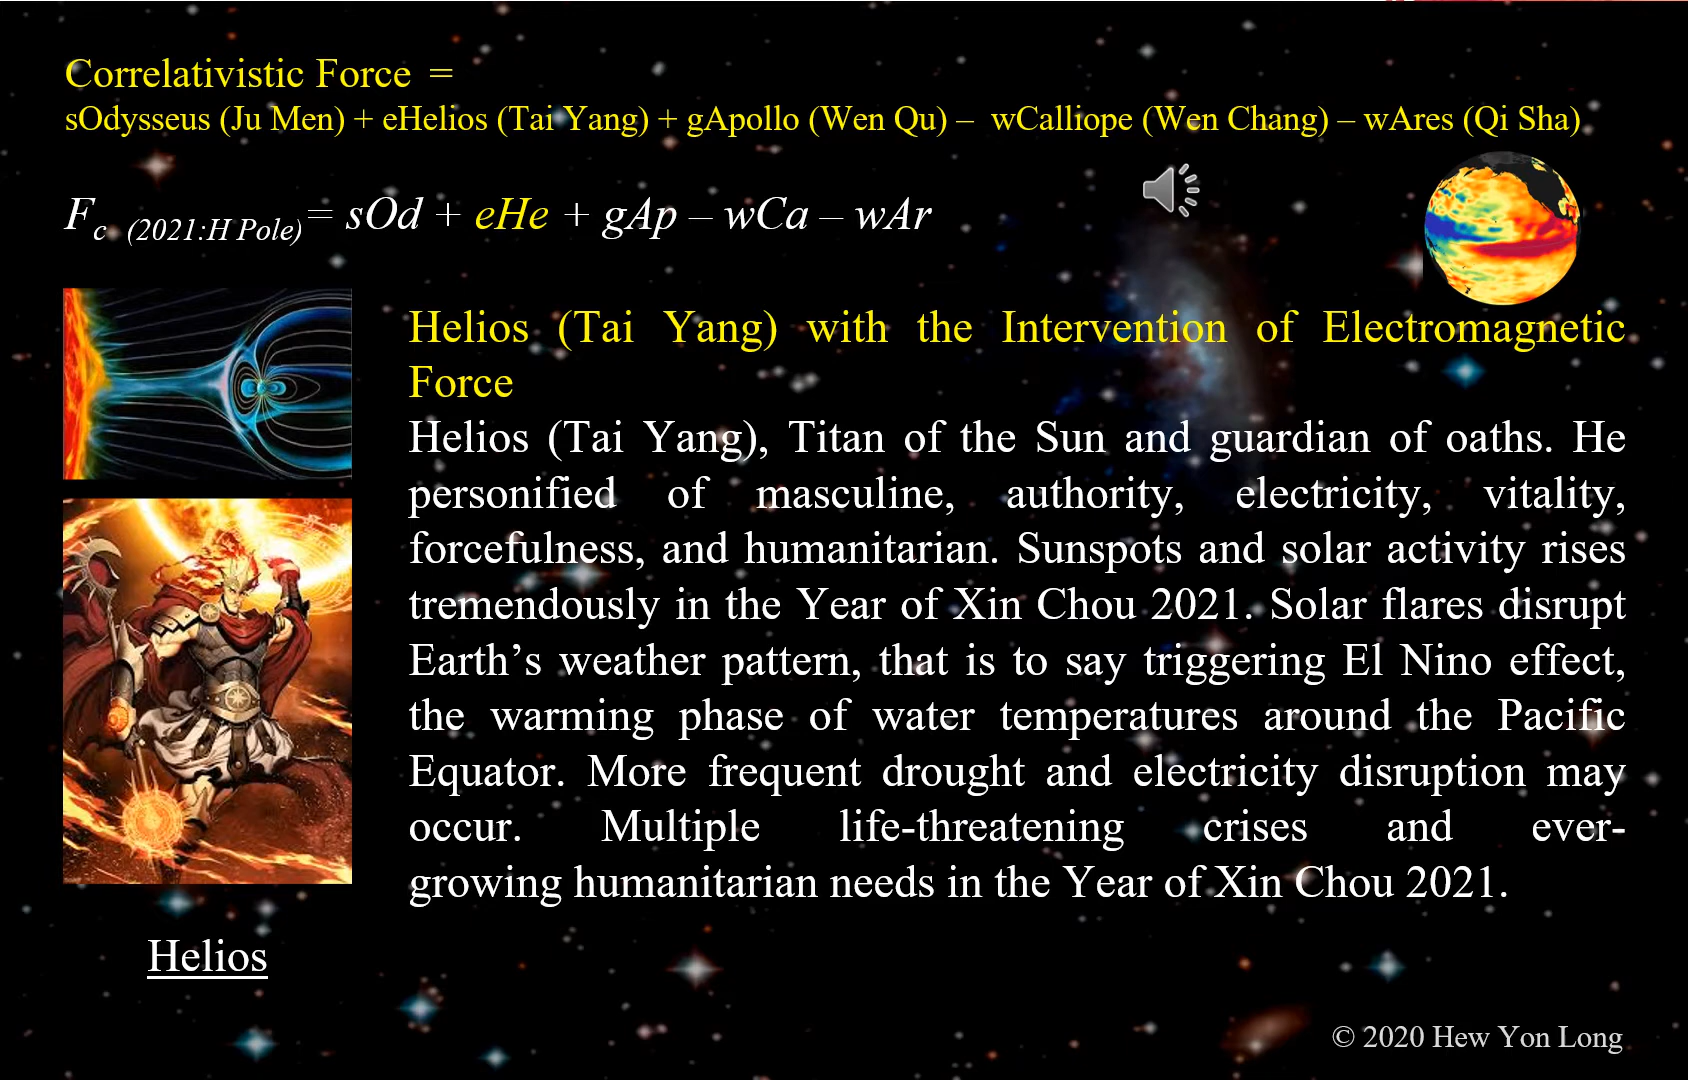 Correlativistic Force =
sOdysseus (Ju Men) + eHelios (Tai Yang) + gApollo (Wen Qu) – wCalliope (Wen Chang) – wAres (Qi Sha)
F c (2021:H Pole) = sOd + eHe + gAp – wCa – wAr
Helios (Tai Yang) with the Intervention of Electromagnetic
Force
Helios (Tai Yang), Titan of the Sun and guardian of oaths. He
personified of masculine, authority, electricity, vitality,
forcefulness, and humanitarian. Sunspots and solar activity rises
tremendously in the Year of Xin Chou 2021. Solar flares disrupt
Earth’s weather pattern, that is to say triggering El Nino effect,
the warming phase of water temperatures around the Pacific
Equator. More frequent drought and electricity disruption may
occur. Multiple life-threatening crises and ever-
growing humanitarian needs in the Year of Xin Chou 2021.
Helios
© 2020 Hew Yon Long